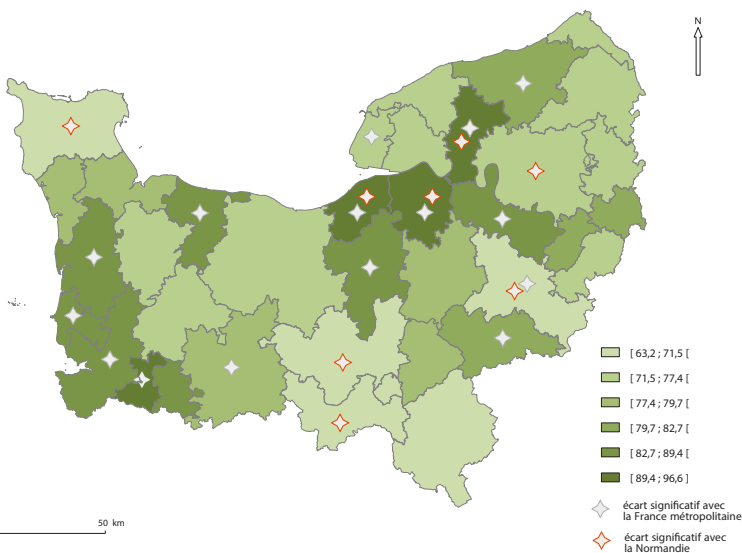 N
[ 63,2 ; 71,5 [
[ 71,5 ; 77,4 [
[ 77,4 ; 79,7 [
[ 79,7 ; 82,7 [
[ 82,7 ; 89,4 [
[ 89,4 ; 96,6 ]
écart significatif avec
la France métropolitaine
écart significatif avec
la Normandie
50 km